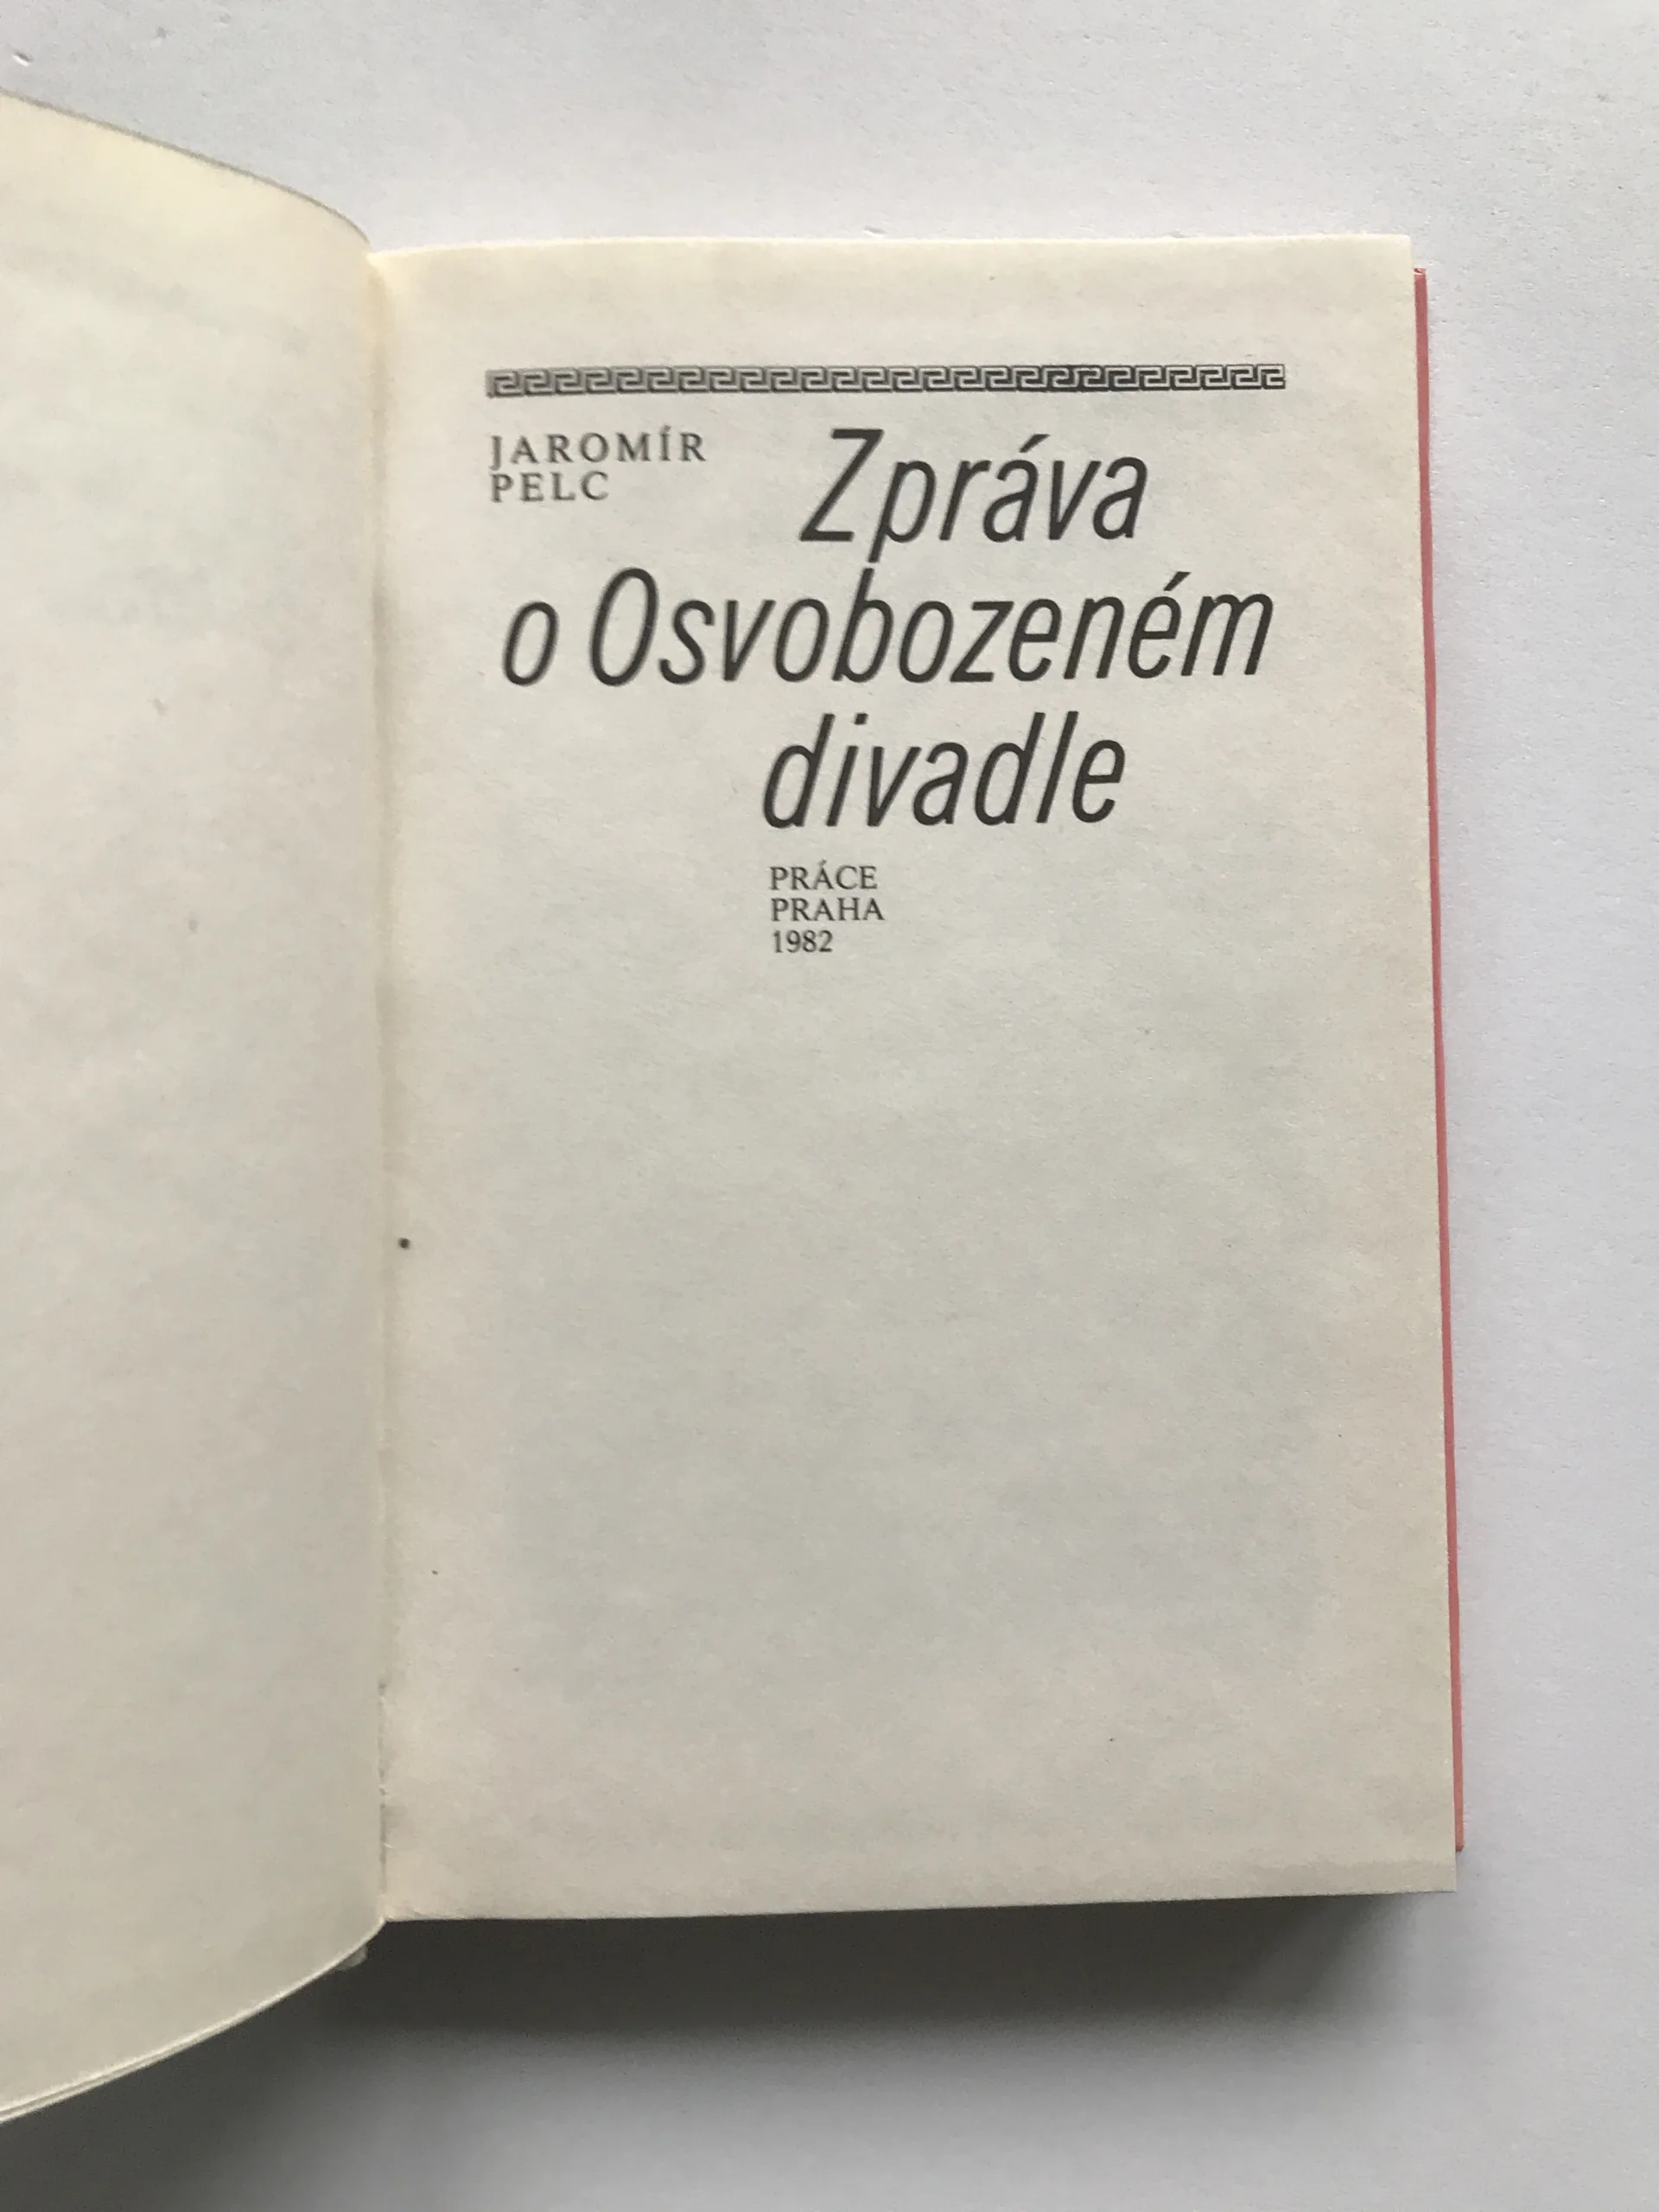 JAROMÍR
PELC
Zpráva
o Osvobozeném
divadle
PRÁCE
PRAHA
1982